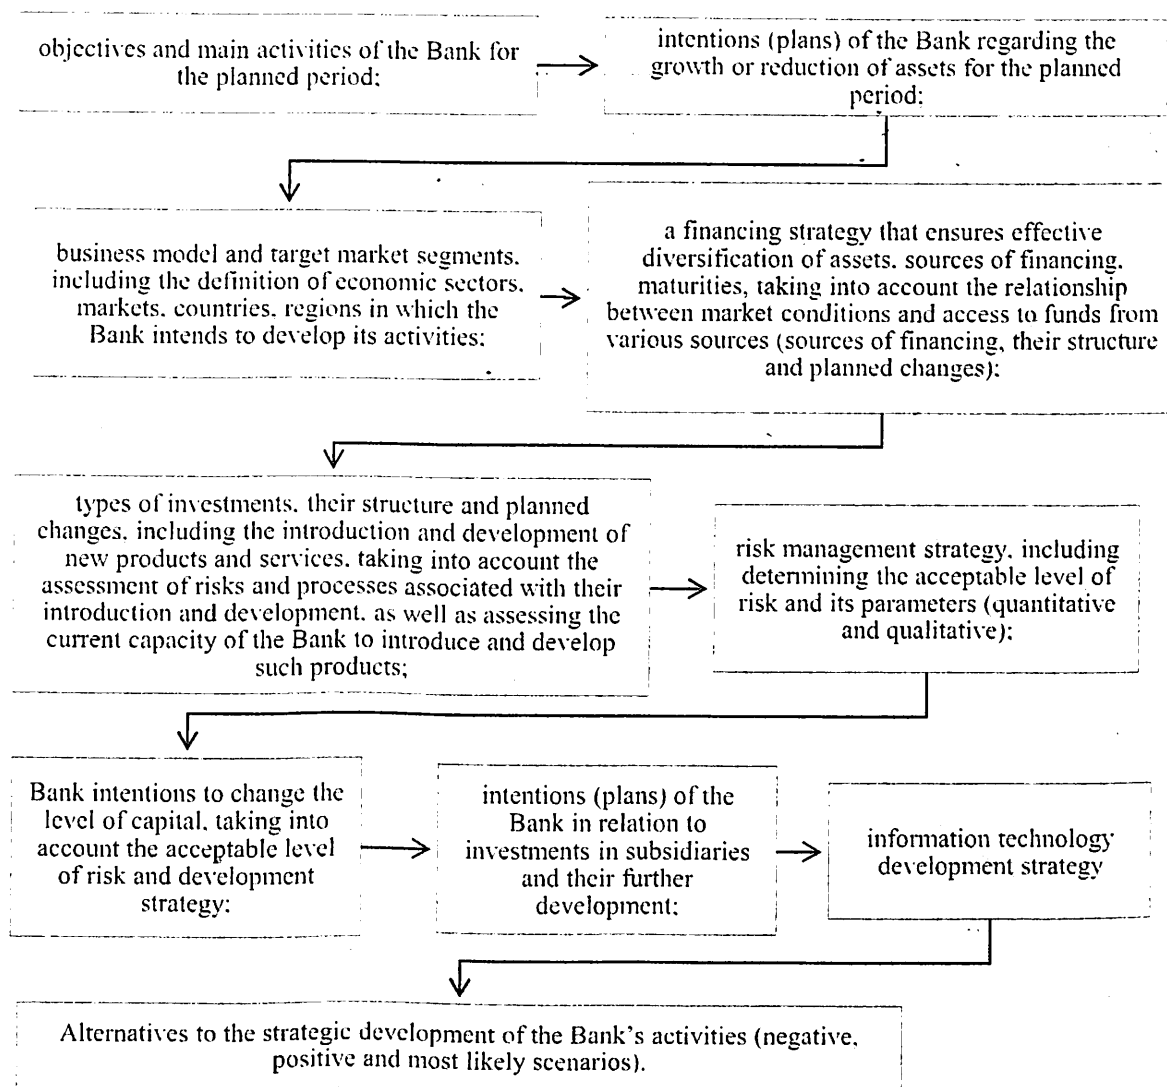 objectives and main activities of the Bank for
the planned period;
intentions (plans) of the Bank regarding the
growth or reduction of assets for the planned
period;
business model and target market segments,
including the definition of economic sectors,
markets, countries, regions in which the
Bank intends to develop its activities;
a financing strategy that ensures effective
diversification of assets, sources of financing,
maturities, taking into account the relationship
between market conditions and access to funds from
various sources (sources of financing, their structure
and planned changes);
types of investments, their structure and planned
changes, including the introduction and development of
new products and services, taking into account the
assessment of risks and processes associated with their
introduction and development, as well as assessing the
current capacity of the Bank to introduce and develop
such products;
risk management strategy, including
determining the acceptable level of
risk and its parameters (quantitative
and qualitative);
Bank intentions to change the
level of capital, taking into
account the acceptable level
of risk and development
strategy;
intentions (plans) of the
Bank in relation to
investments in subsidiaries
and their further
development;
information technology
development strategy
Alternatives to the strategic development of the Bank's activities (negative,
positive and most likely scenarios).